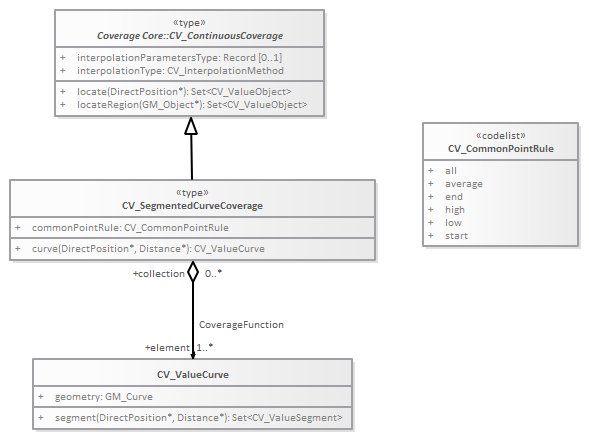 «type»
Coverage Core::CV_ContinuousCoverage
+ interpolationParametersType: Record [0..1]
+ interpolationType: CV_InterpolationMethod
+ locate(DirectPosition*): Set<CV_ValueObject>
+ locateRegion(GM_Object*): Set<CV_ValueObject>
«codelist»
CV_CommonPointRule
+ all
+ average
+ end
+ high
+ low
+ start
«type»
CV_SegmentedCurveCoverage
+ commonPointRule: CV_CommonPointRule
+ curve(DirectPosition*, Distance*): CV_ValueCurve
+collection 0..*
CoverageFunction
+element 1..*
CV_ValueCurve
+ geometry: GM_Curve
+ segment(DirectPosition*, Distance*): Set<CV_ValueSegment>